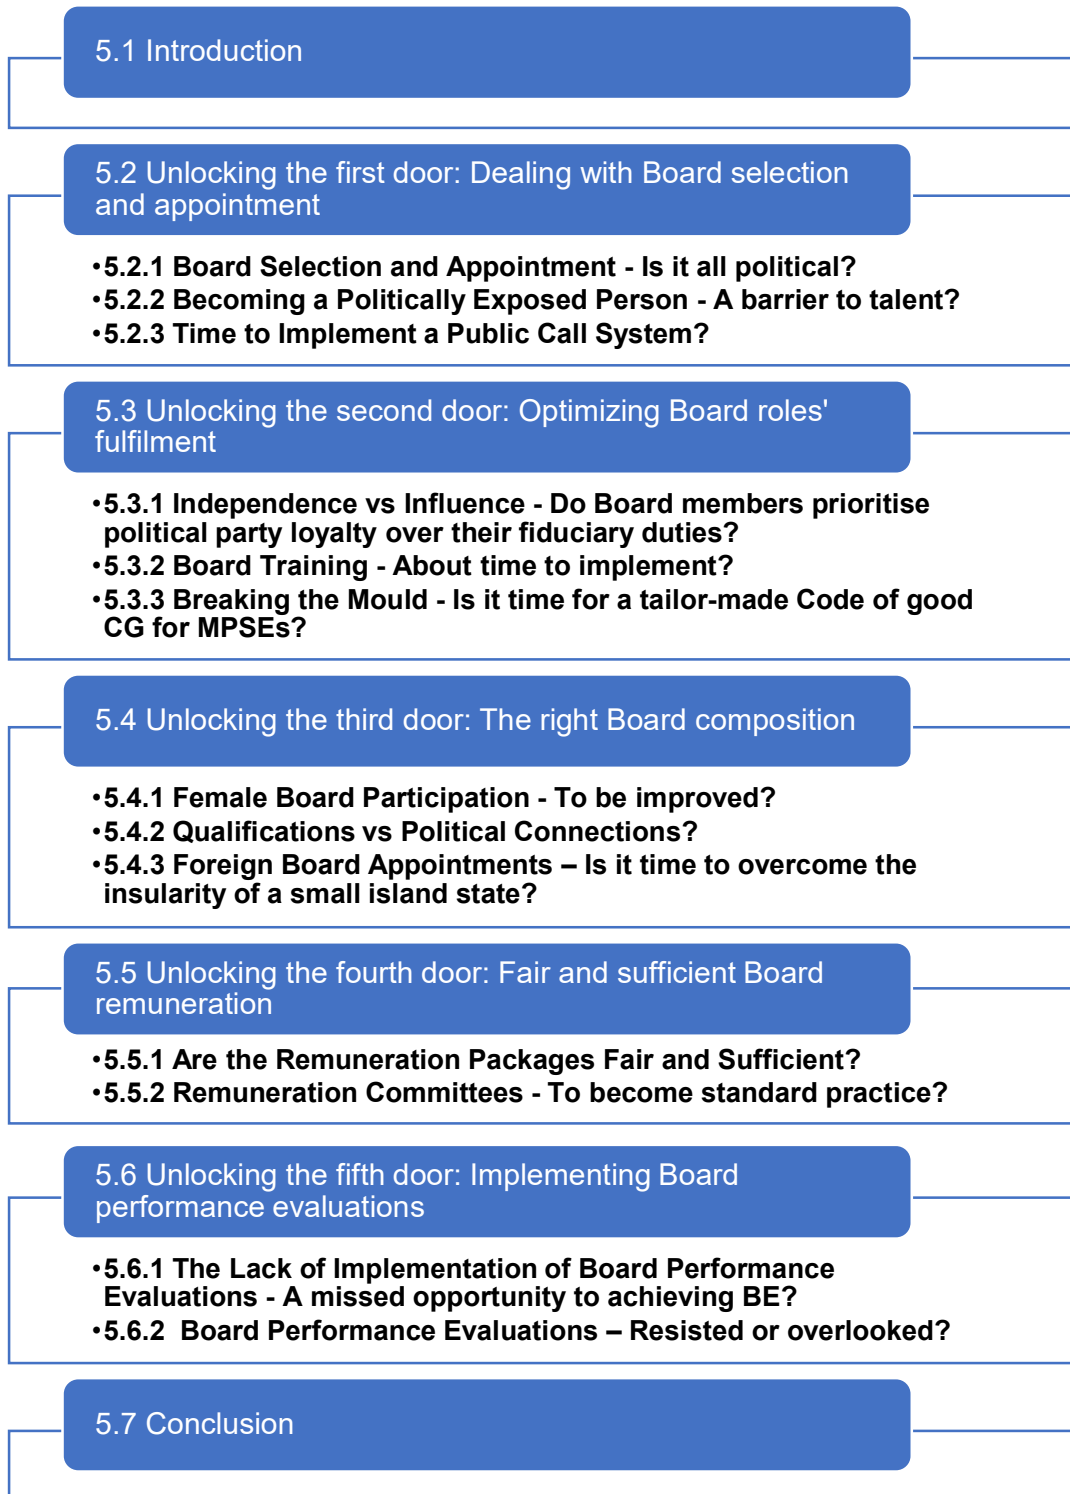 5.1 Introduction
5.2 Unlocking the first door: Dealing with Board selection
and appointment
•5.2.1 Board Selection and Appointment - Is it all political?
•5.2.2 Becoming a Politically Exposed Person - A barrier to talent?
•5.2.3 Time to Implement a Public Call System?
5.3 Unlocking the second door: Optimizing Board roles'
fulfilment
•5.3.1 Independence vs Influence - Do Board members prioritise
political party loyalty over their fiduciary duties?
•5.3.2 Board Training - About time to implement?
•5.3.3 Breaking the Mould - Is it time for a tailor-made Code of good
CG for MPSEs?
5.4 Unlocking the third door: The right Board composition
•5.4.1 Female Board Participation - To be improved?
•5.4.2 Qualifications vs Political Connections?
•5.4.3 Foreign Board Appointments – Is it time to overcome the
insularity of a small island state?
5.5 Unlocking the fourth door: Fair and sufficient Board
remuneration
•5.5.1 Are the Remuneration Packages Fair and Sufficient?
•5.5.2 Remuneration Committees - To become standard practice?
5.6 Unlocking the fifth door: Implementing Board
performance evaluations
•5.6.1 The Lack of Implementation of Board Performance
Evaluations - A missed opportunity to achieving BE?
•5.6.2  Board Performance Evaluations – Resisted or overlooked?
5.7 Conclusion